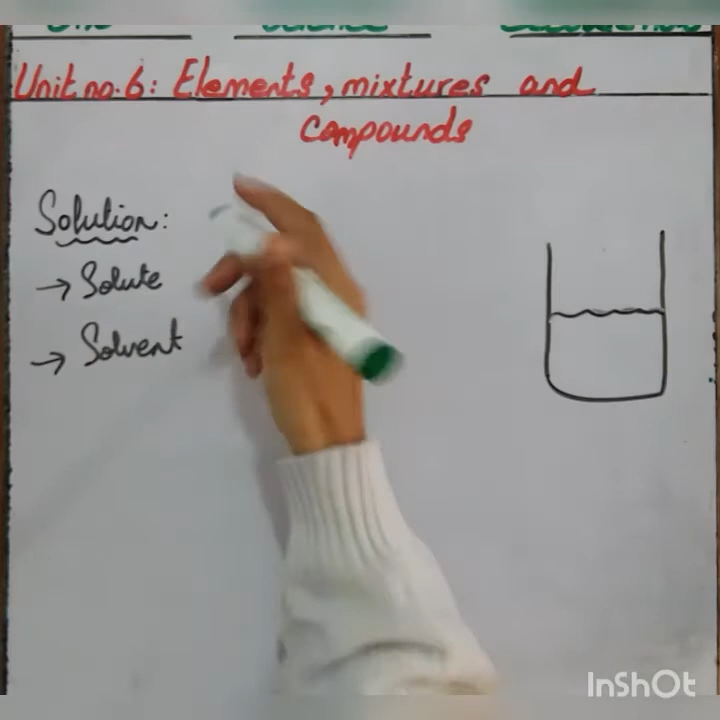 Unit no. 6: Elements, mixtures and
compounds
Solution:
→ Solute
→ Solvent
InShOt